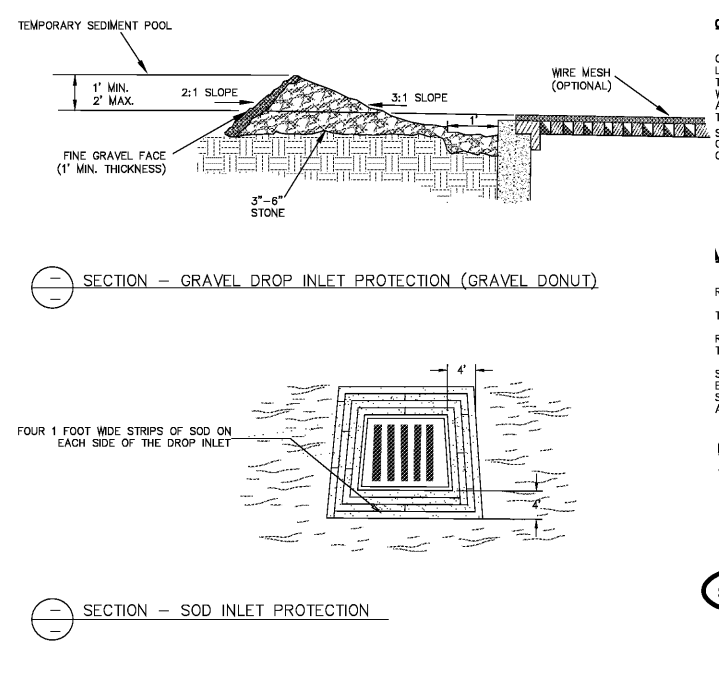 TEMPORARY SEDIMENT POOL
1' MIN.
2' MAX.
2:1 SLOPE
3:1 SLOPE
WIRE MESH
(OPTIONAL)
1'
FINE GRAVEL FACE
(1' MIN. THICKNESS)
3"-6"
STONE
SECTION - GRAVEL DROP INLET PROTECTION (GRAVEL DONUT)
4'
FOUR 1 FOOT WIDE STRIPS OF SOD ON
EACH SIDE OF THE DROP INLET
4'
SECTION - SOD INLET PROTECTION